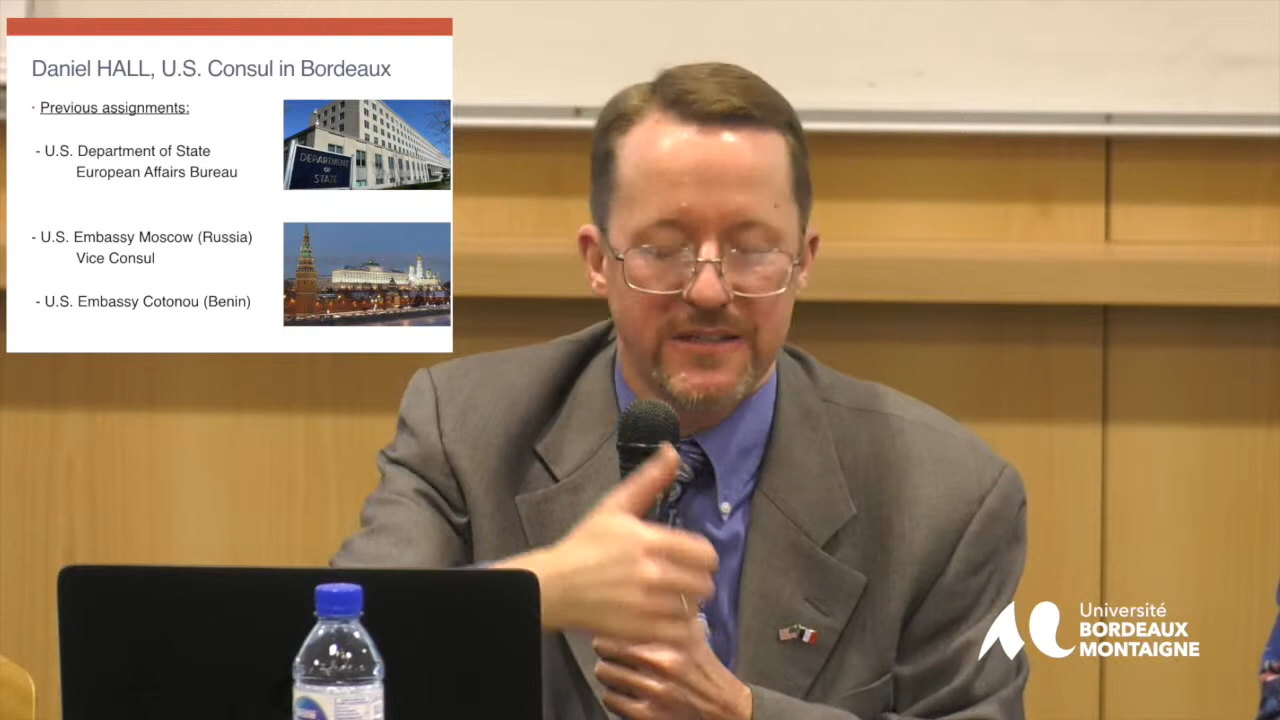 Daniel HALL, U.S. Consul in Bordeaux
Previous assignments:
- U.S. Department of State
European Affairs Bureau
DEPARTMENT
OF
STATE
- U.S. Embassy Moscow (Russia)
Vice Consul
- U.S. Embassy Cotonou (Benin)
Université
BORDEAUX
MONTAIGNE